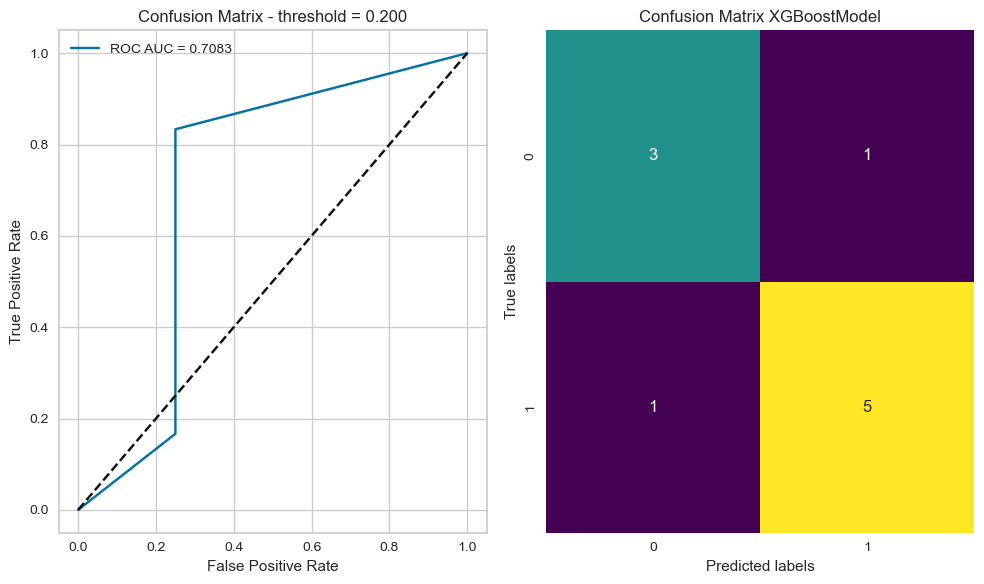 Confusion Matrix - threshold = 0.200
ROC AUC = 0.7083
1.0
0.8
0.6
0.4
0.2
0.0
True Positive Rate
0.0 0.2 0.4 0.6 0.8 1.0
False Positive Rate
Confusion Matrix XGBoostModel
0
1
True labels
3 1
1 5
0 1
Predicted labels